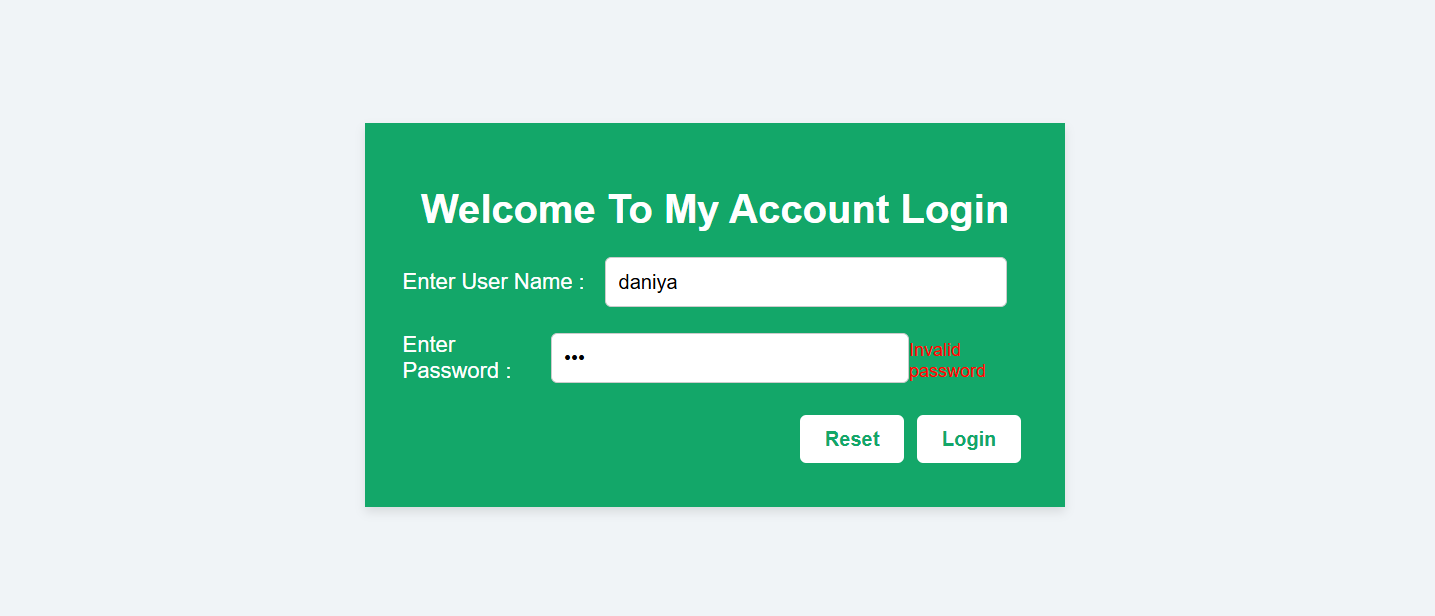 Welcome To My Account Login
Enter User Name :
daniya
Enter
Password :
•••
Invalid
password
Reset
Login